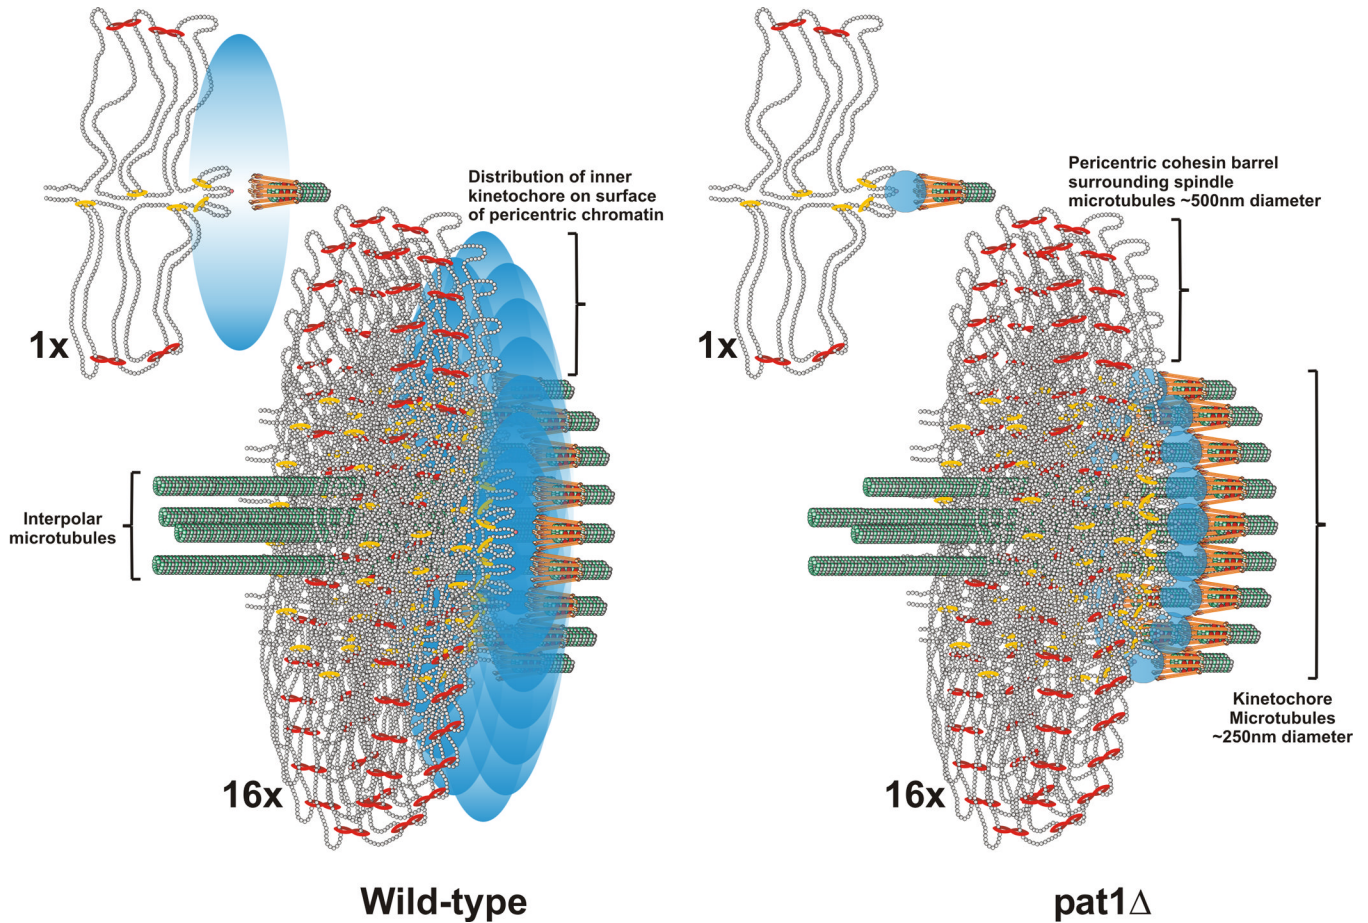 Distribution of inner
kinetochore on surface
of pericentric chromatin
1x
Interpolar
microtubules
16x
Wild-type
Pericentric cohesin barrel
surrounding spindle
microtubules ~500nm diameter
1x
Kinetochore
Microtubules
~250nm diameter
16x
pat1Δ